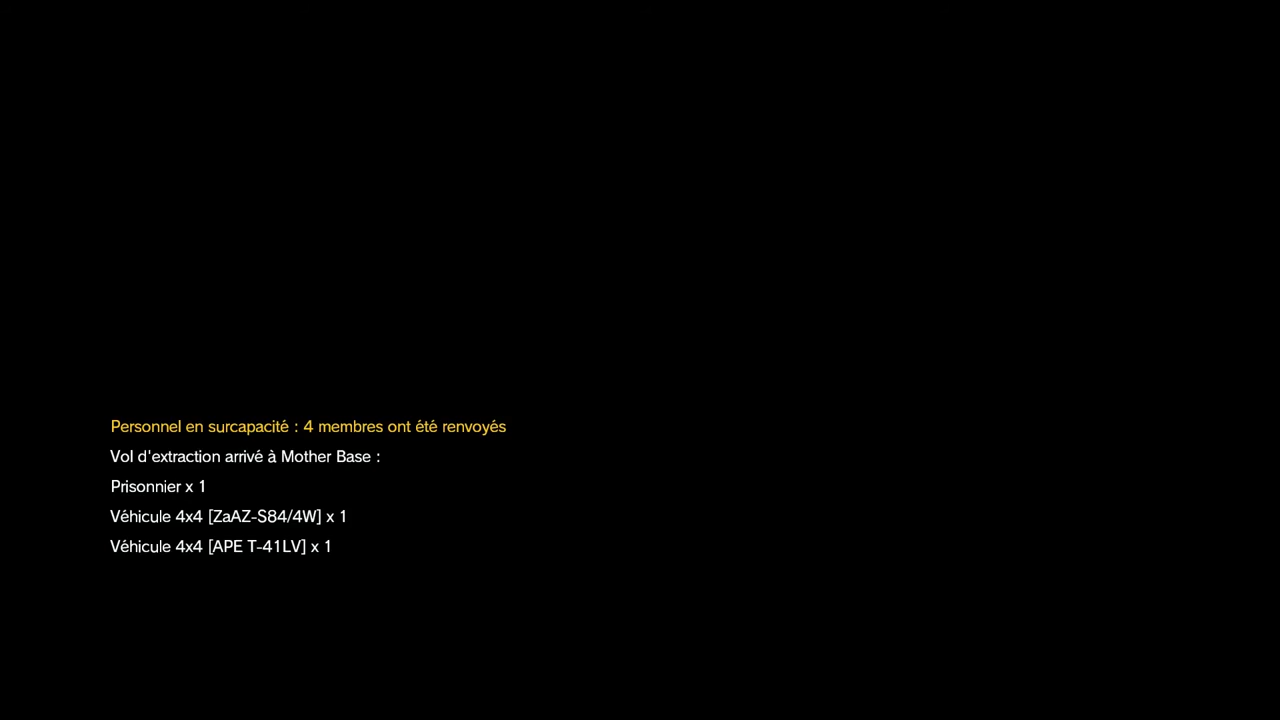 Personnel en surcapacité : 4 membres ont été renvoyés
Vol d'extraction arrivé à Mother Base :
Prisonnier x 1
Véhicule 4x4 [ZaAZ-S84/4W] x 1
Véhicule 4x4 [APE T-41LV] x 1